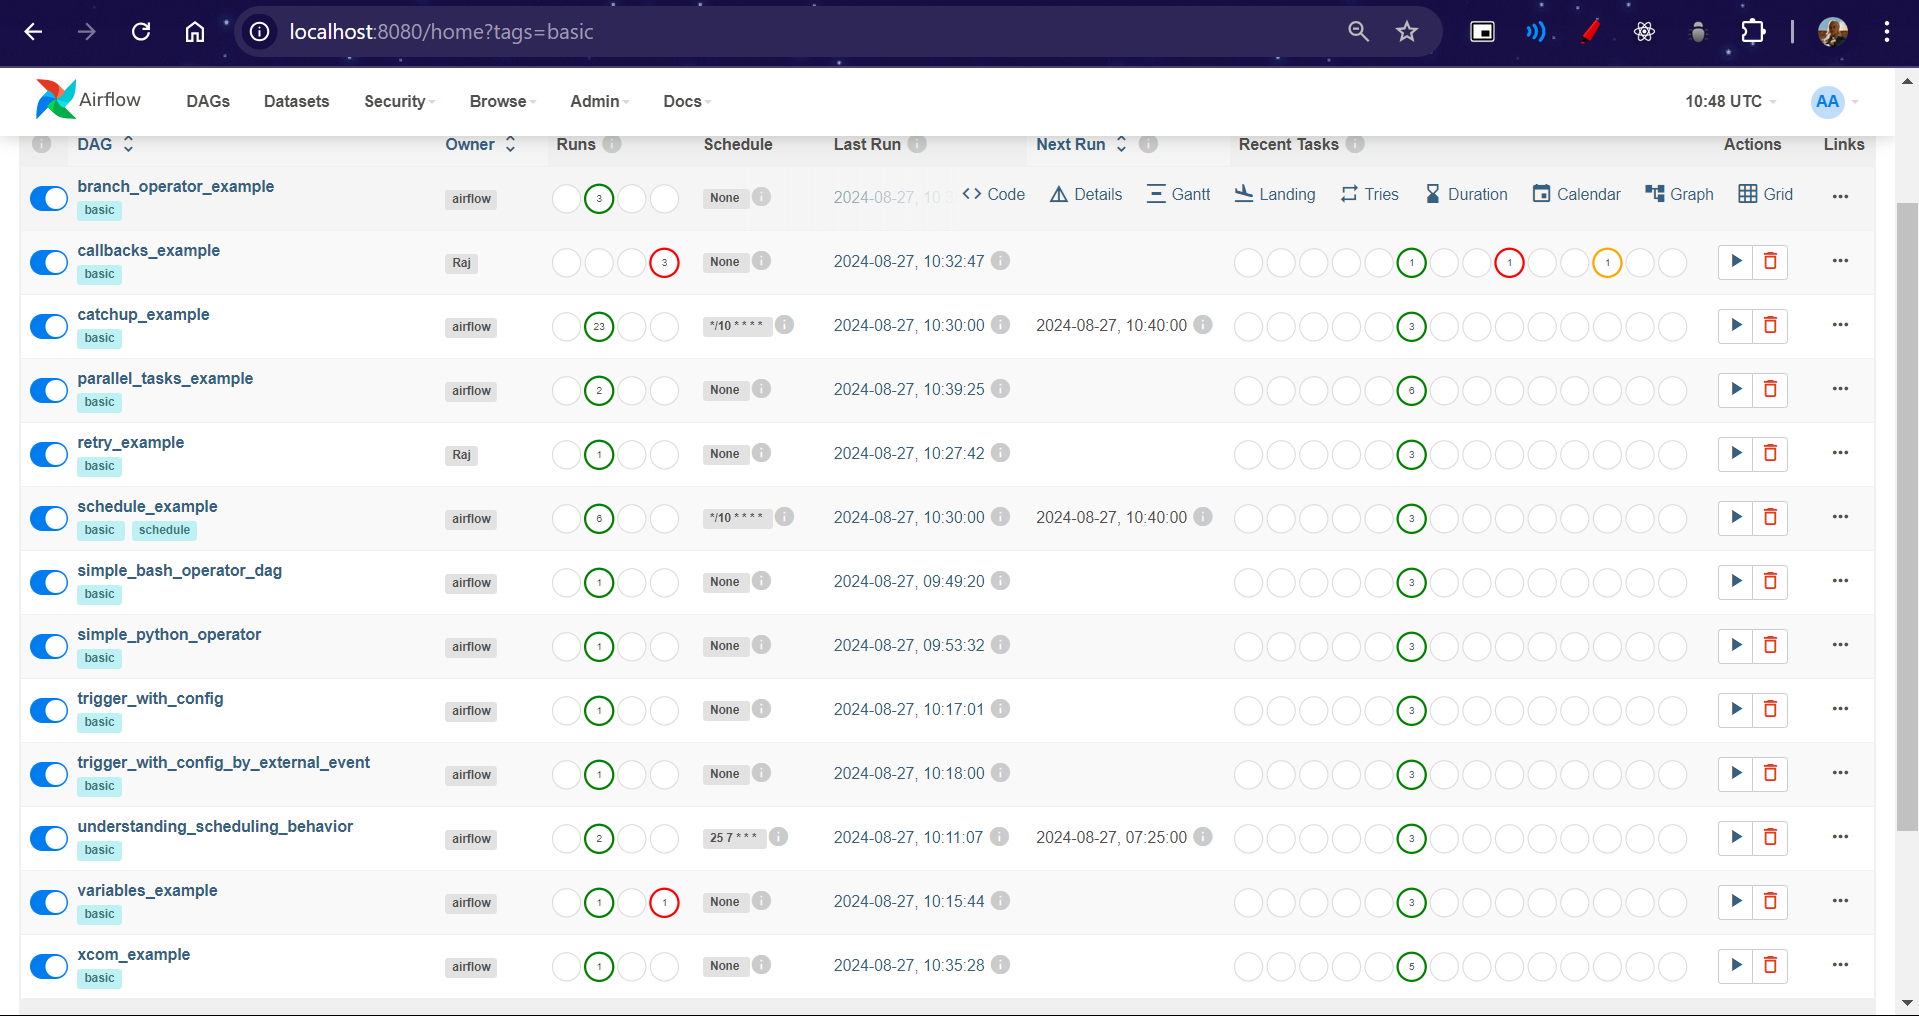 localhost:8080/home?tags=basic
Airflow DAGs Datasets Security Browse Admin Docs 10:48 UTC AA
DAG Owner Runs Schedule Last Run Next Run Recent Tasks Actions Links
branch_operator_example
basic airflow 3 None 2024-08-27, 10:3 Code Details Gantt Landing Tries Duration Calendar Graph Grid
callbacks_example
basic Raj 3 None 2024-08-27, 10:32:47 1 1 1
catchup_example
basic airflow 23 */10 * * * * 2024-08-27, 10:30:00 2024-08-27, 10:40:00 3
parallel_tasks_example
basic airflow 2 None 2024-08-27, 10:39:25 6
retry_example
basic Raj 1 None 2024-08-27, 10:27:42 3
schedule_example
basic schedule airflow 6 */10 * * * * 2024-08-27, 10:30:00 2024-08-27, 10:40:00 3
simple_bash_operator_dag
basic airflow 1 None 2024-08-27, 09:49:20 3
simple_python_operator
basic airflow 1 None 2024-08-27, 09:53:32 3
trigger_with_config
basic airflow 1 None 2024-08-27, 10:17:01 3
trigger_with_config_by_external_event
basic airflow 1 None 2024-08-27, 10:18:00 3
understanding_scheduling_behavior
basic airflow 2 25 7 * * * 2024-08-27, 10:11:07 2024-08-27, 07:25:00 3
variables_example
basic airflow 1 1 None 2024-08-27, 10:15:44 3
xcom_example
basic airflow 1 None 2024-08-27, 10:35:28 5